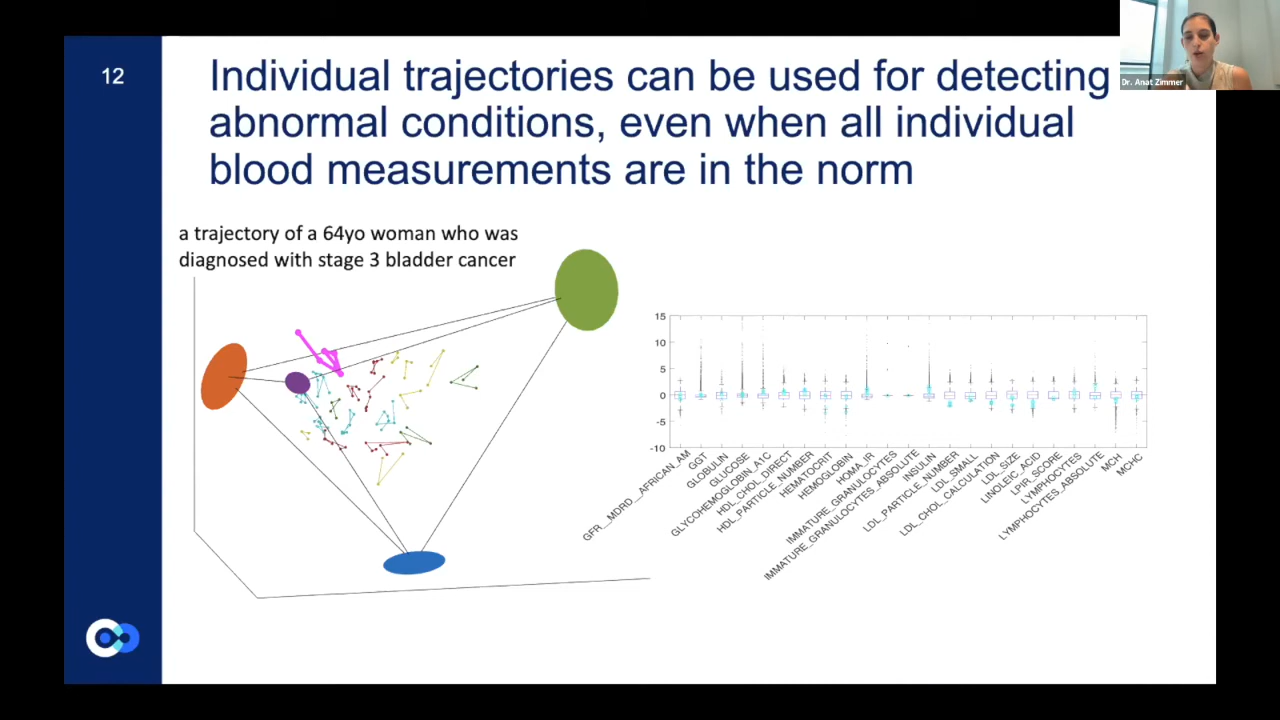 12
Individual trajectories can be used for detecting
abnormal conditions, even when all individual
blood measurements are in the norm
Dr. Anat Zimmer
a trajectory of a 64yo woman who was
diagnosed with stage 3 bladder cancer
15
10
5
0
-5
-10
GFR__MDRD__AFRICAN_AM
GGT
GLOBULIN
GLUCOSE
GLYCOHEMOGLOBIN_A1C
HDL_CHOL_DIRECT
HDL_PARTICLE_NUMBER
HEMATOCRIT
HEMOGLOBIN
HOMA_IR
IMMATURE_GRANULOCYTES
IMMATURE_GRANULOCYTES_ABSOLUTE
INSULIN
LDL_PARTICLE_NUMBER
LDL_SMALL
LDL_CHOL_CALCULATION
LDL_SIZE
LINOLEIC_ACID
LPIR_SCORE
LYMPHOCYTES
LYMPHOCYTES_ABSOLUTE
MCH
MCHC